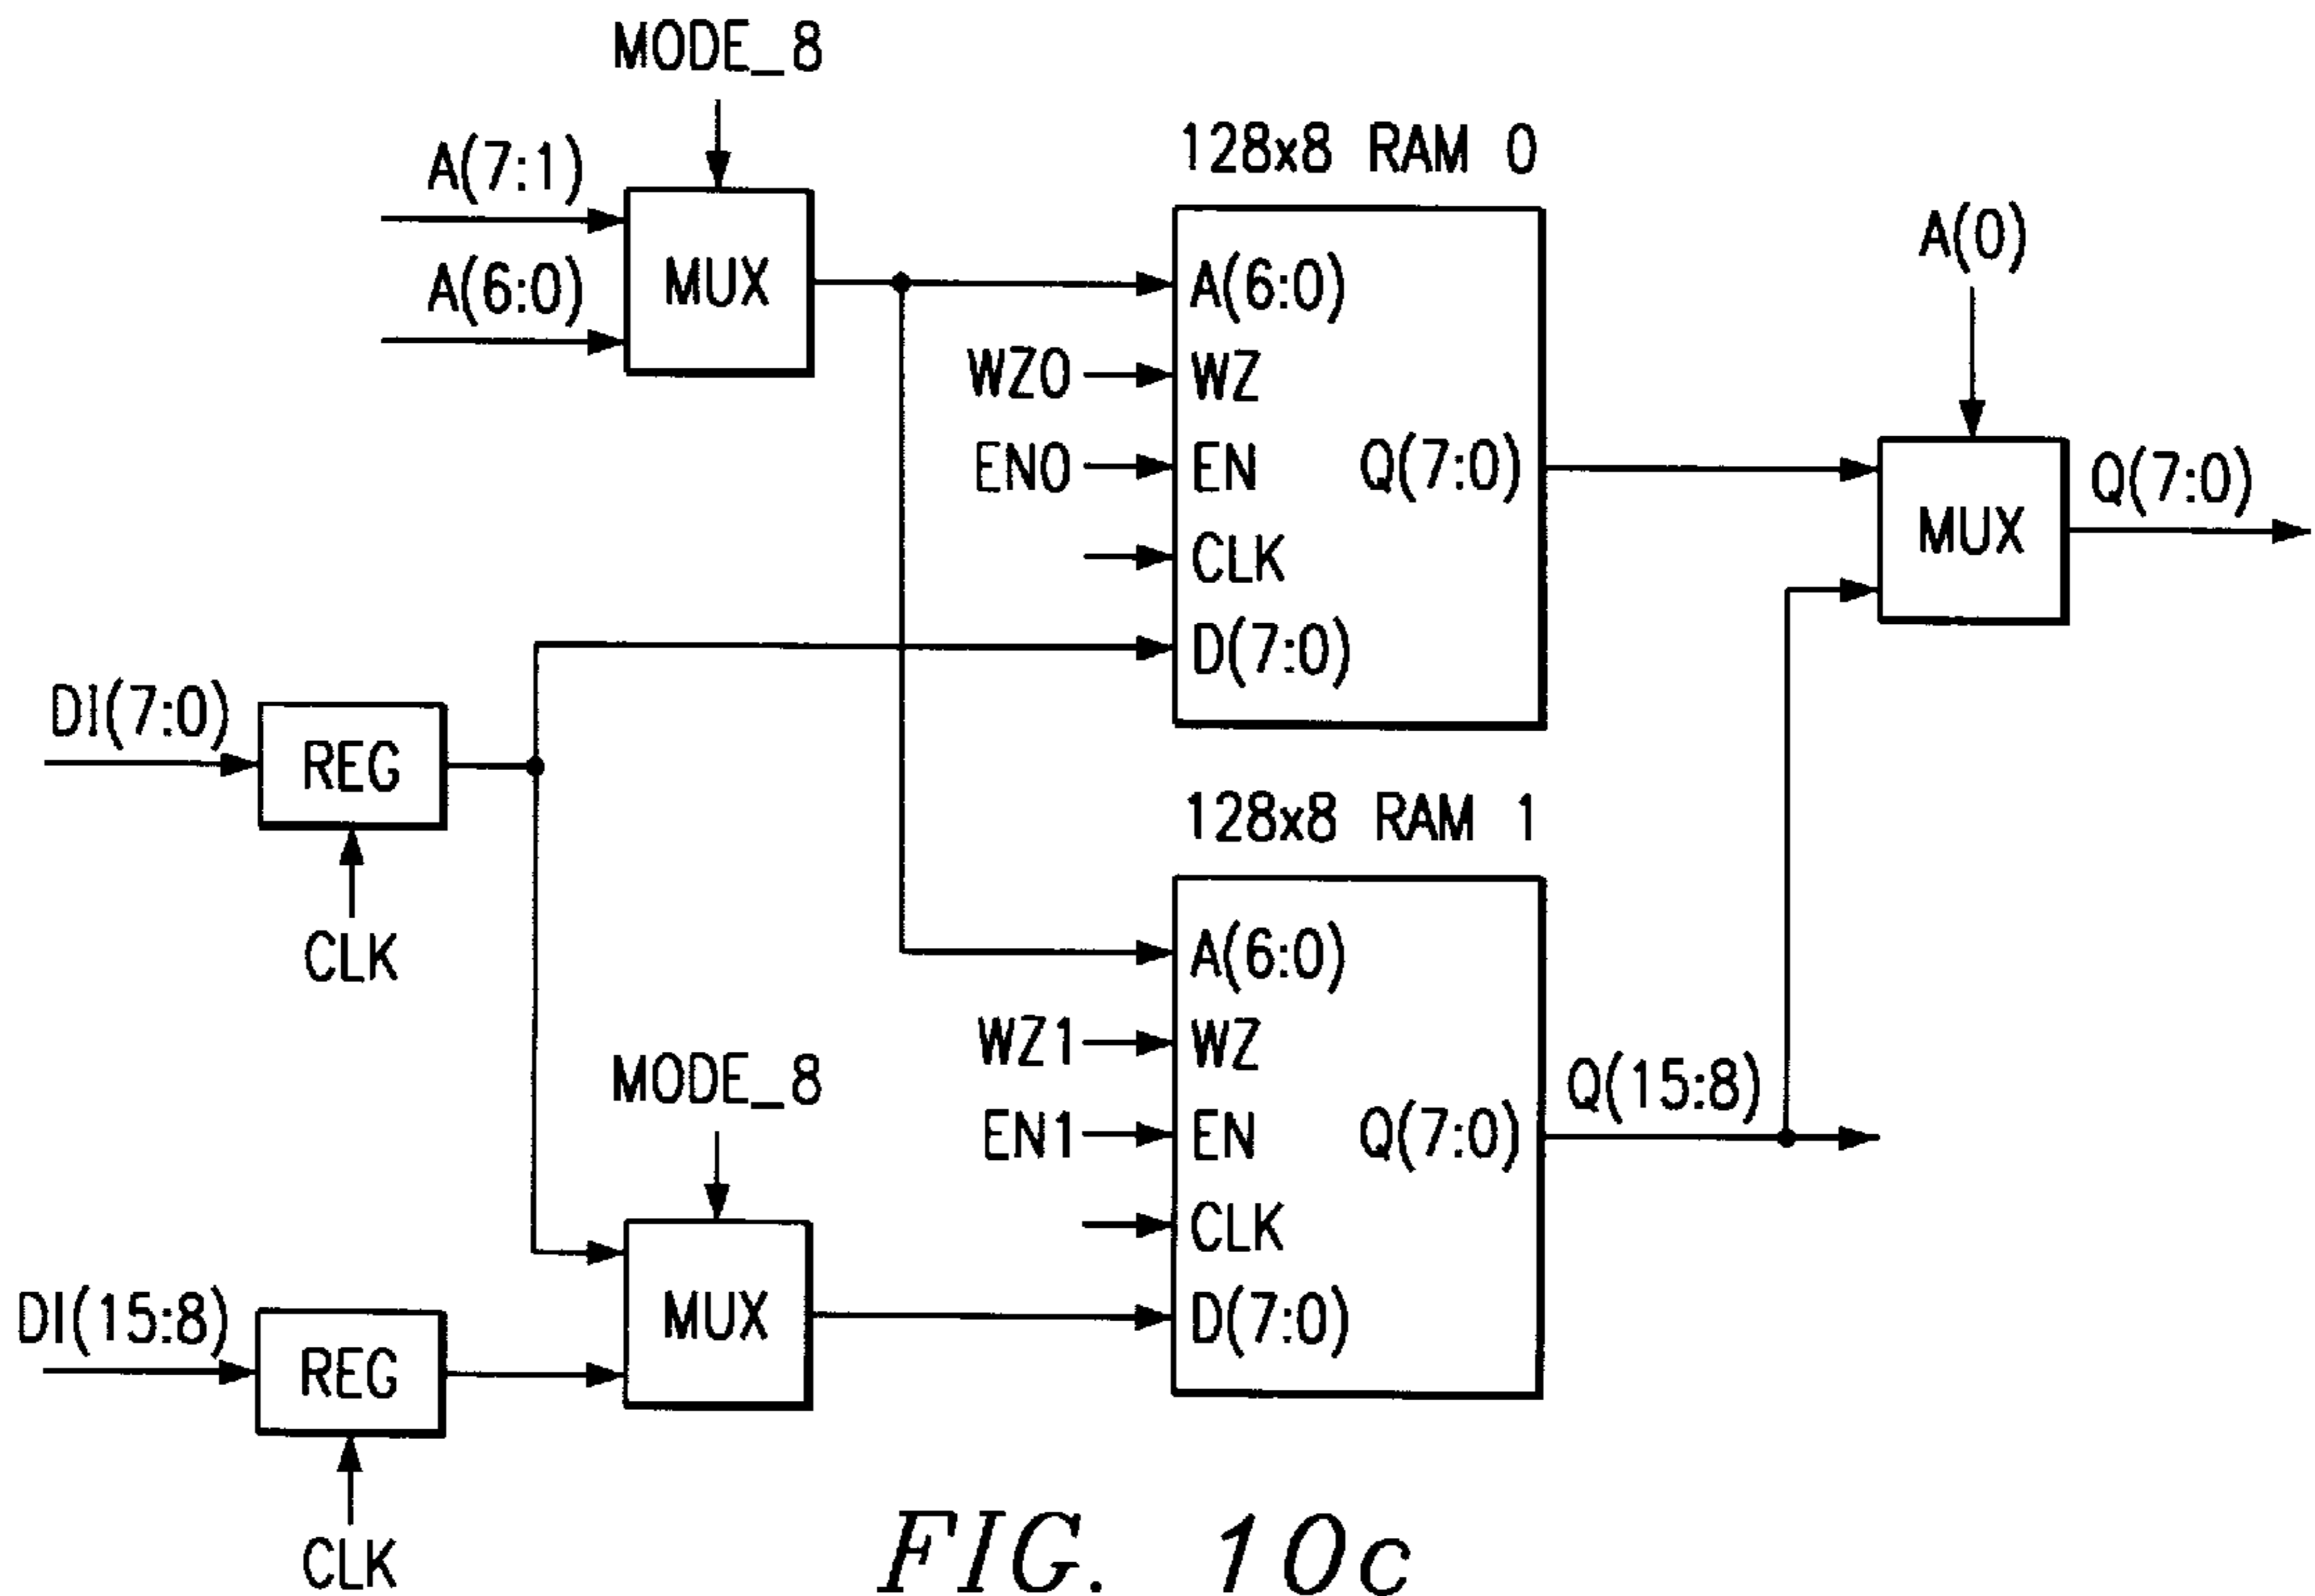 MODE_8
A(7:1)
A(6:0)
MUX
128x8 RAM 0
A(6:0)
WZ0
WZ
EN0
EN
Q(7:0)
CLK
D(7:0)
A(0)
MUX
Q(7:0)
DI(7:0)
REG
CLK
128x8 RAM 1
A(6:0)
WZ1
WZ
EN1
EN
Q(7:0)
Q(15:8)
CLK
D(7:0)
MODE_8
MUX
DI(15:8)
REG
CLK
FIG. 10c